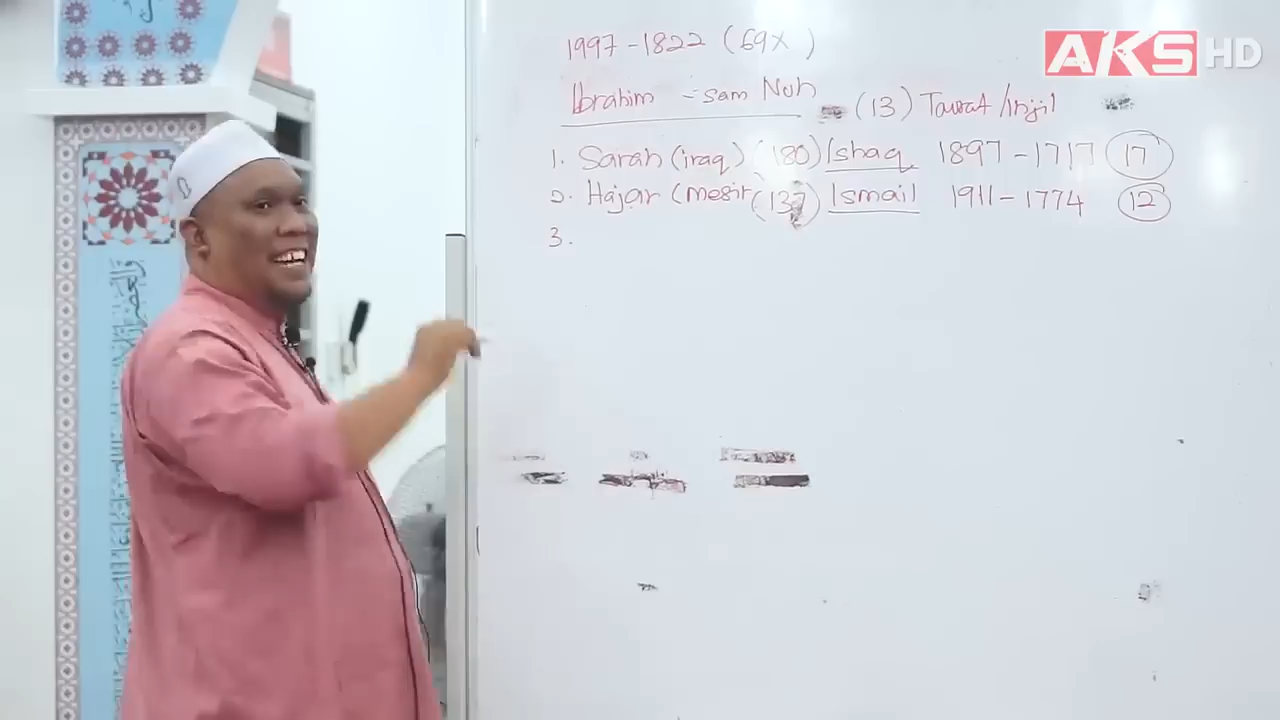 1997 - 1822 (69x)
AKS HD
Ibrahim - Sam Nuh - (13) Tawrat / Injil
1. Sarah (iraq) (180) Ishaq 1897 - 1717 (17)
2. Hajar (mesir (137) Ismail 1911 - 1774 (12)
3.